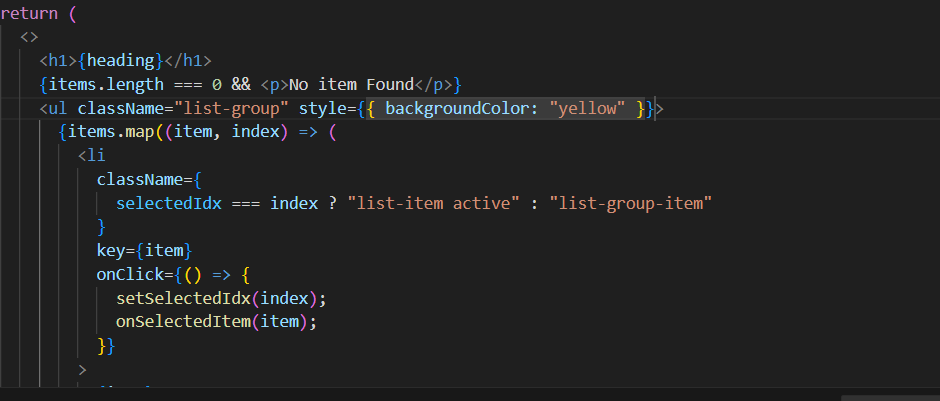 return (
<>
<h1>{heading}</h1>
{items.length === 0 && <p>No item Found</p>}
<ul className="list-group" style={{ backgroundColor: "yellow" }}>
{items.map((item, index) => (
<li
className={
selectedIdx === index ? "list-item active" : "list-group-item"
}
key={item}
onClick={() => {
setSelectedIdx(index);
onSelectedItem(item);
}}
>